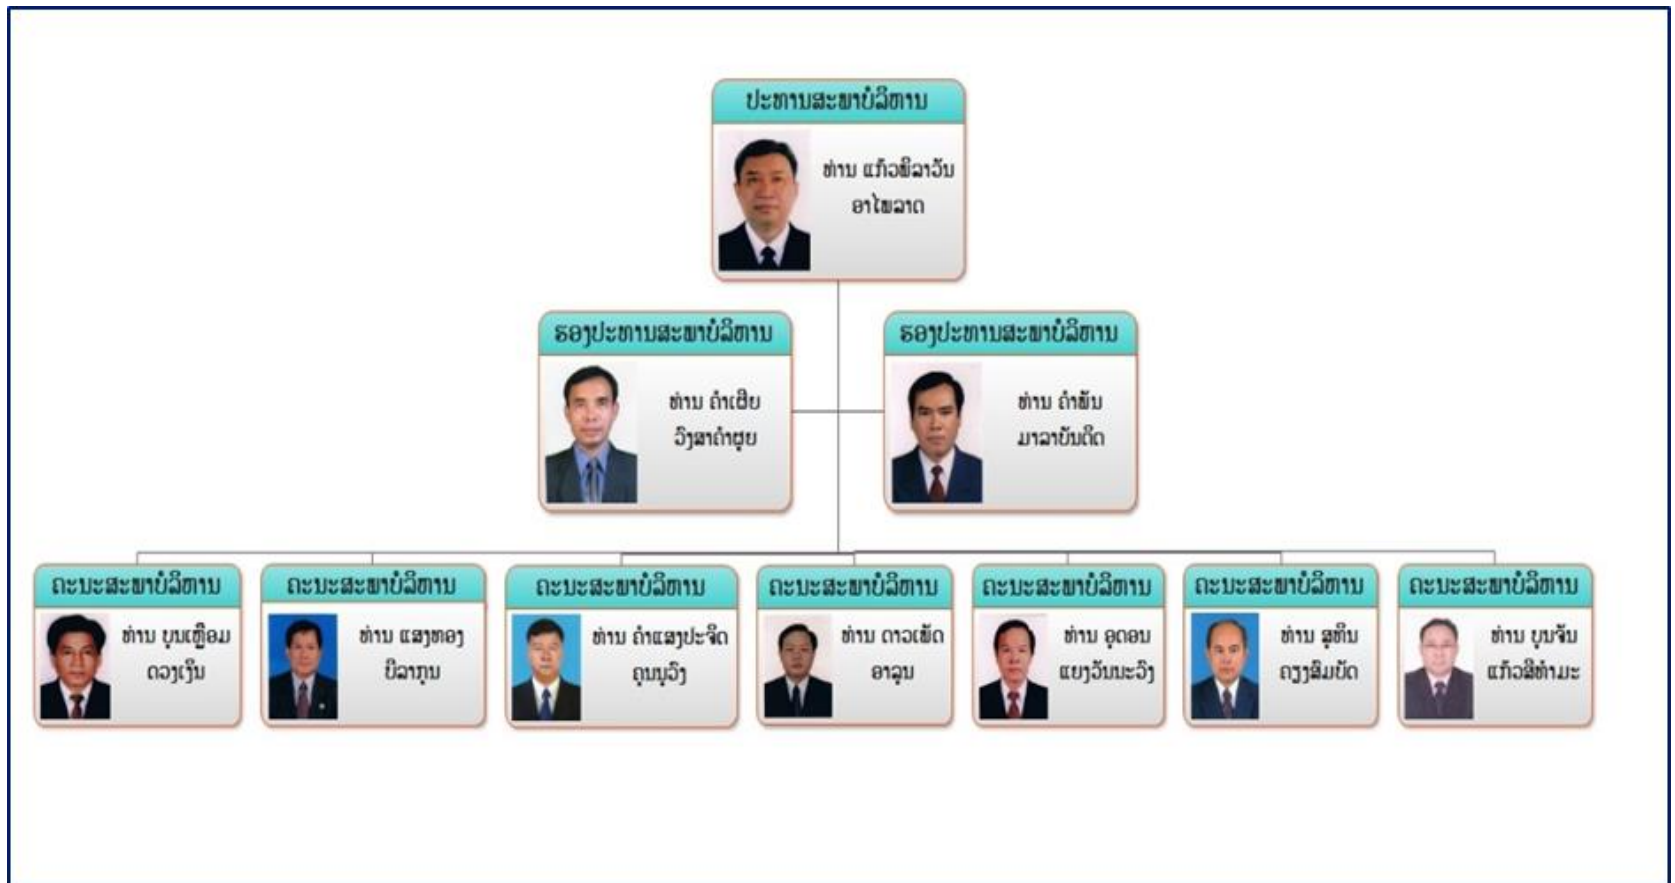 ປະທານສະພາບໍລິຫານ
ທ່ານ ແກ້ວພິລາວັນ
ອາໄພລາດ
ຮອງປະທານສະພາບໍລິຫານ
ທ່ານ ຄໍາເຜີຍ
ວົງສາຄໍາຜຸຍ
ຮອງປະທານສະພາບໍລິຫານ
ທ່ານ ຄໍາພັນ
ມາລາບັນດິດ
ຄະນະສະພາບໍລິຫານ
ທ່ານ ບຸນເຫຼືອມ
ດວງເງິນ
ຄະນະສະພາບໍລິຫານ
ທ່ານ ແສງທອງ
ບິລາກຸນ
ຄະນະສະພາບໍລິຫານ
ທ່ານ ຄໍາແສງປະຈິດ
ຄຸນນຸວົງ
ຄະນະສະພາບໍລິຫານ
ທ່ານ ດາວເພັດ
ອາລຸນ
ຄະນະສະພາບໍລິຫານ
ທ່ານ ອູດອນ
ແຍງວັນນະວົງ
ຄະນະສະພາບໍລິຫານ
ທ່ານ ສຸທິນ
ຄຽງສົມບັດ
ຄະນະສະພາບໍລິຫານ
ທ່ານ ບຸນຈັນ
ແກ້ວສີທໍາມະ